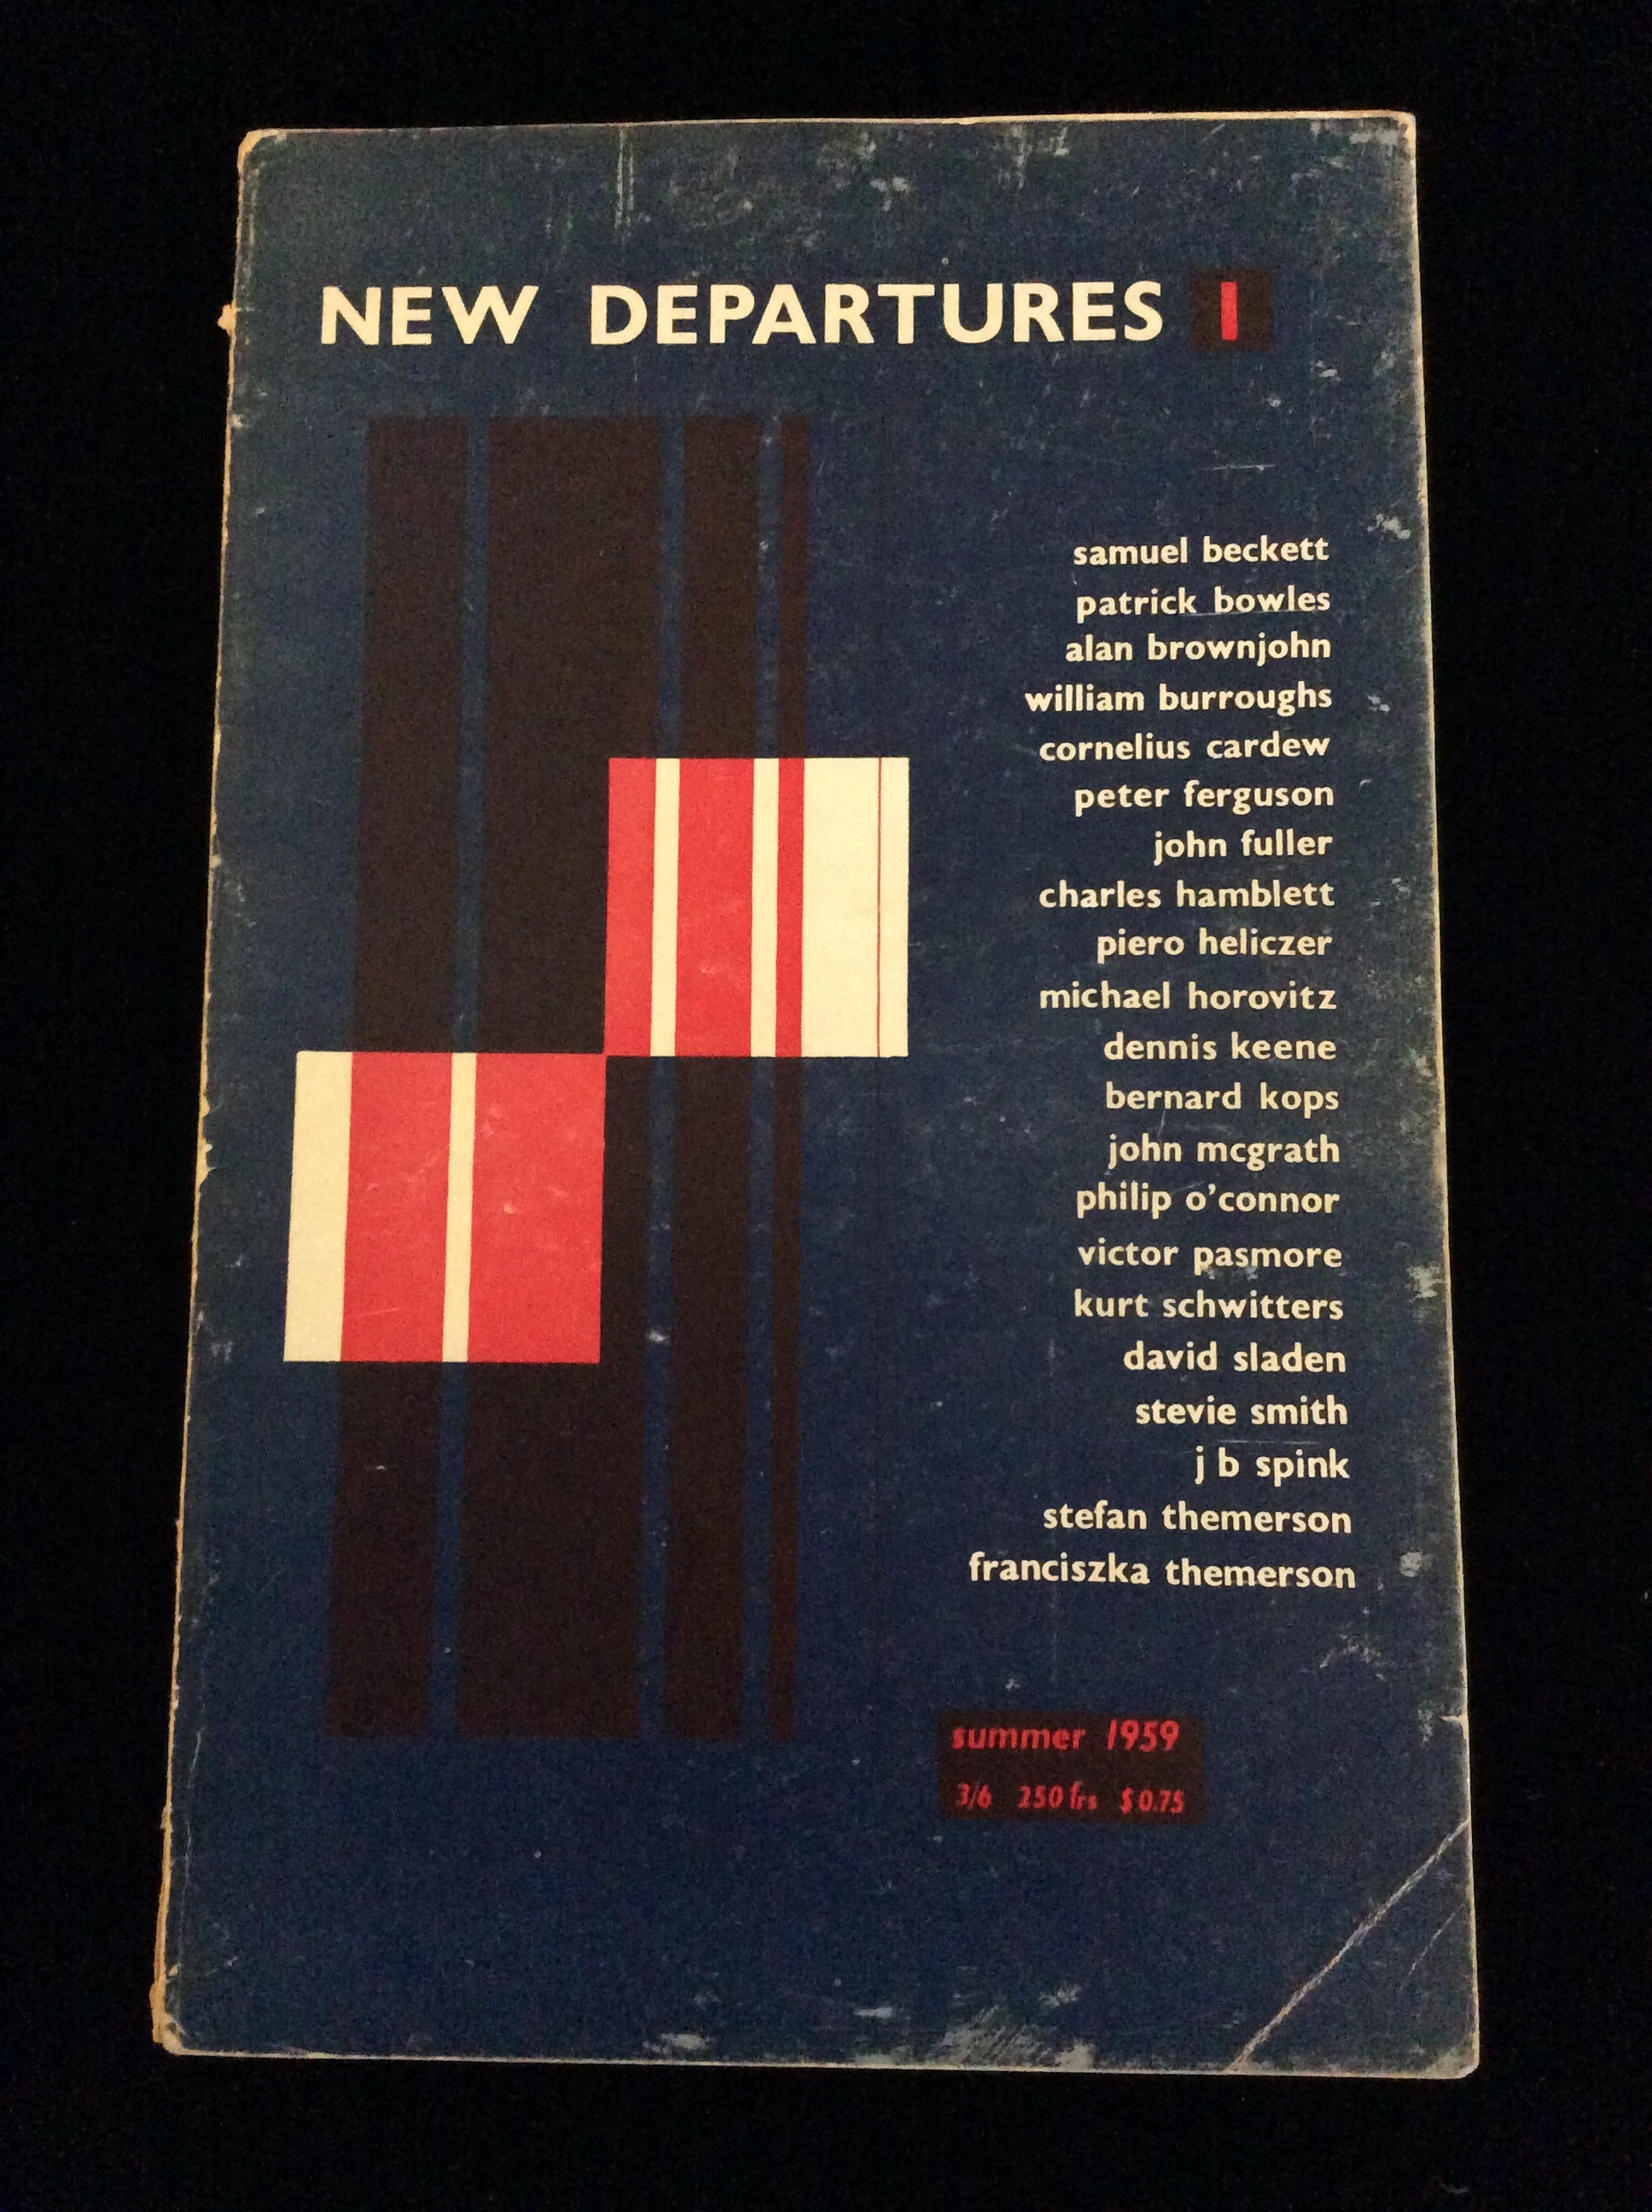 NEW DEPARTURES 1
samuel beckett
patrick bowles
alan brownjohn
william burroughs
cornelius cardew
peter ferguson
john fuller
charles hamblett
piero heliczer
michael horovitz
dennis keene
bernard kops
john mcgrath
philip o'connor
victor pasmore
kurt schwitters
david sladen
stevie smith
j b spink
stefan themerson
franciszka themerson
summer 1959
3/6 250 frs $0.75